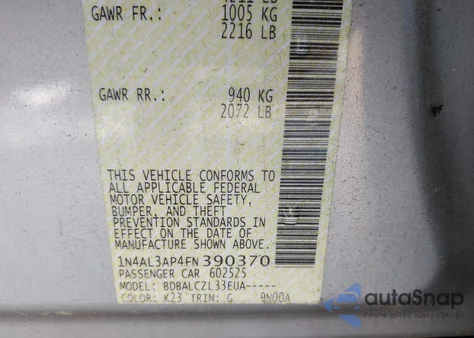 GAWR FR.: 1005 KG
2216 LB
GAWR RR.: 940 KG
2072 LB
THIS VEHICLE CONFORMS TO
ALL APPLICABLE FEDERAL
MOTOR VEHICLE SAFETY,
BUMPER, AND THEFT
PREVENTION STANDARDS IN
EFFECT ON THE DATE OF
MANUFACTURE SHOWN ABOVE.
1N4AL3AP4FN390370
PASSENGER CAR 602525
MODEL: BDBALCZL33EUA-----
COLOR: K23 TRIM: G
autoSnap
POWERED BY